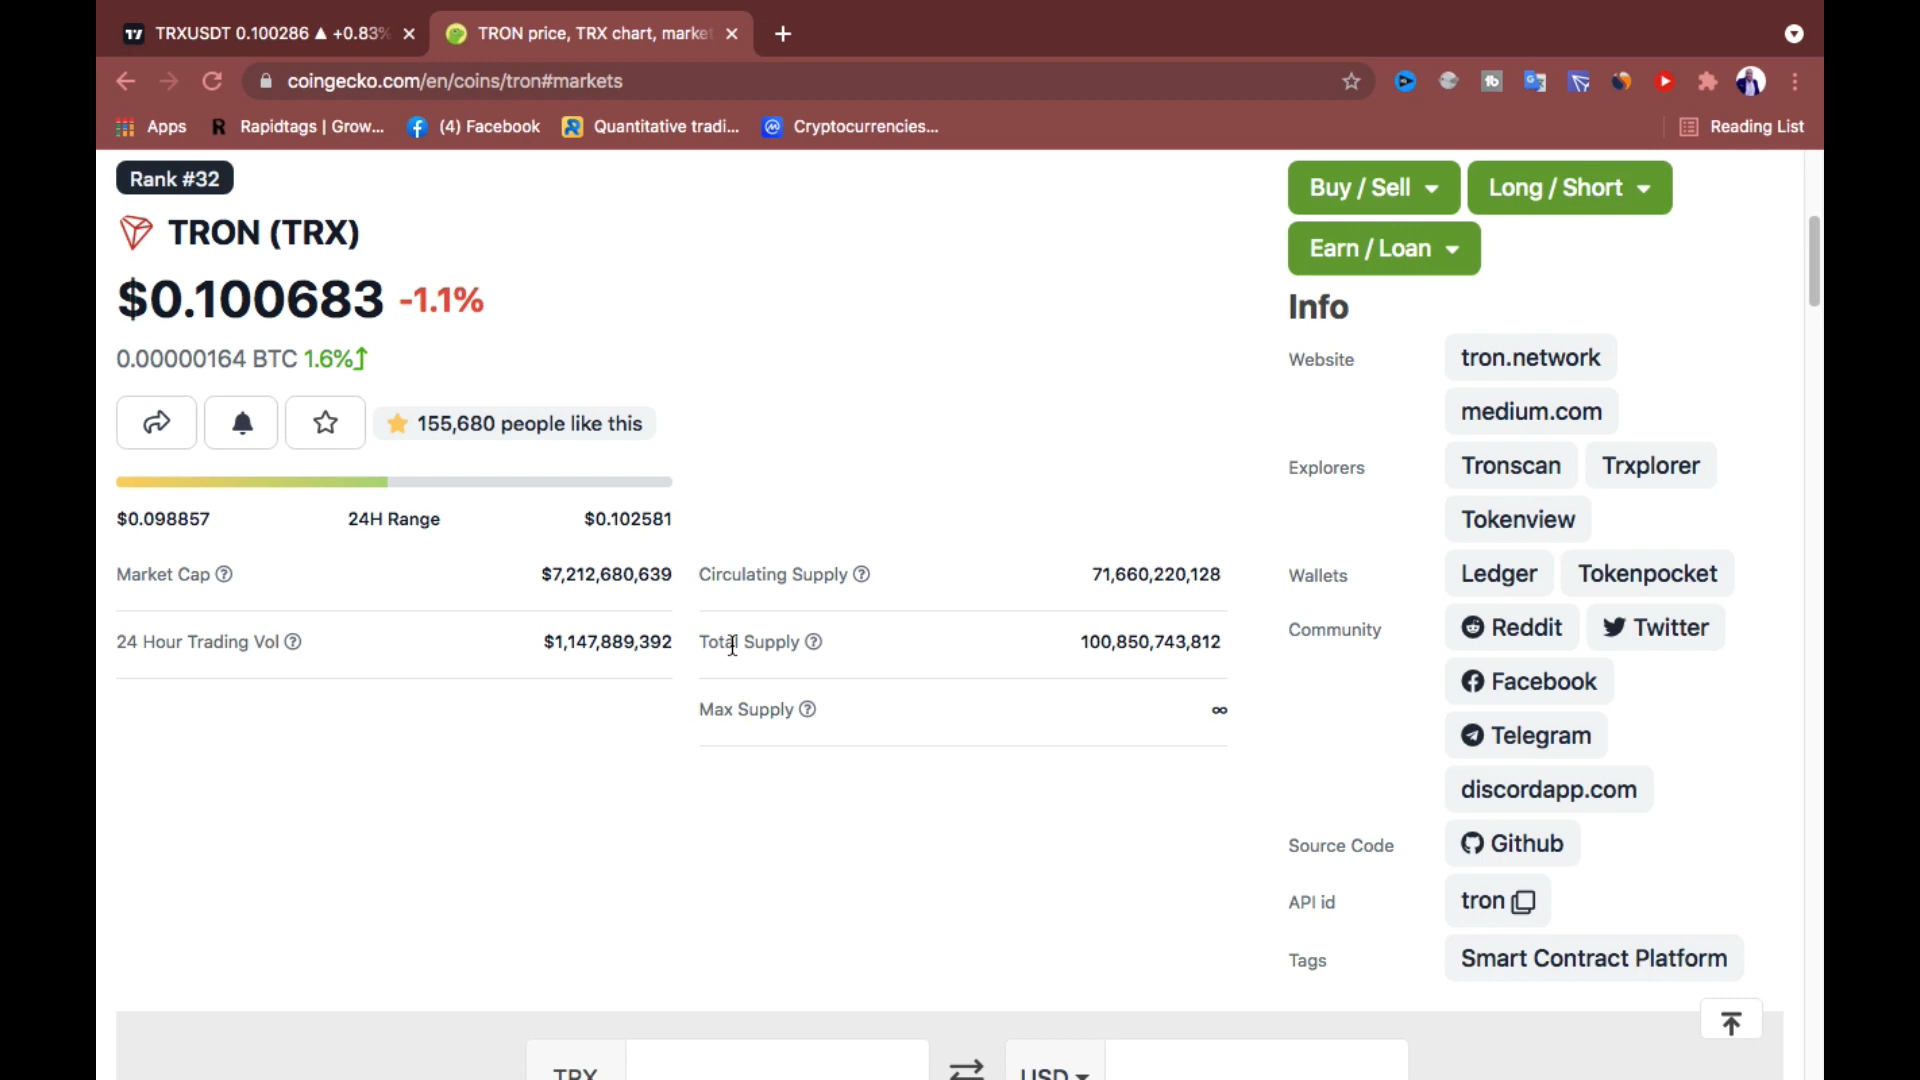 TRXUSDT 0.100286 ▲ +0.83%
TRON price, TRX chart, marke
coingecko.com/en/coins/tron#markets
Apps
Rapidtags | Grow...
(4) Facebook
Quantitative tradi...
Cryptocurrencies...
Reading List
Rank #32
TRON (TRX)
$0.100683 -1.1%
0.00000164 BTC 1.6%
155,680 people like this
$0.098857 24H Range $0.102581
Market Cap $7,212,680,639
24 Hour Trading Vol $1,147,889,392
Circulating Supply 71,660,220,128
Total Supply 100,850,743,812
Max Supply ∞
Buy / Sell
Long / Short
Earn / Loan
Info
Website tron.network
medium.com
Explorers Tronscan Trxplorer
Tokenview
Wallets Ledger Tokenpocket
Community Reddit Twitter
Facebook
Telegram
discordapp.com
Source Code Github
API id tron
Tags Smart Contract Platform
TRX
USD